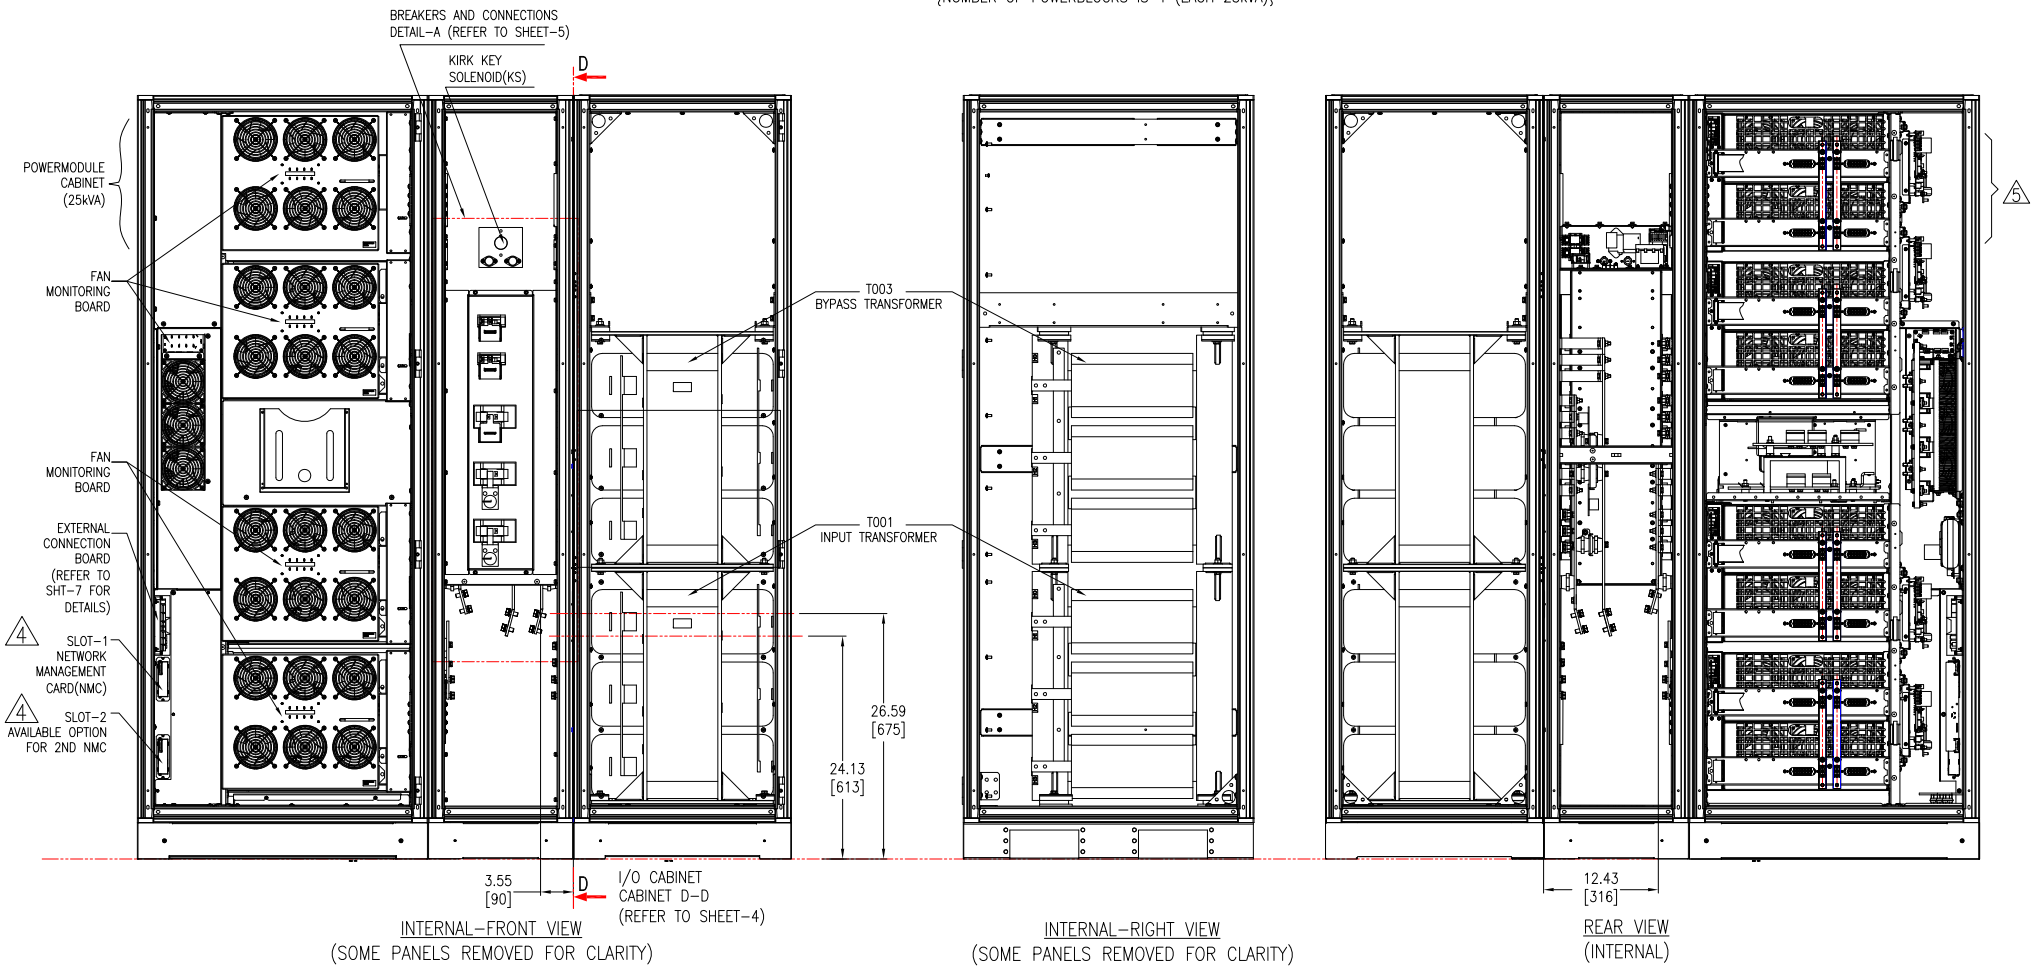 BREAKERS AND CONNECTIONS
DETAIL-A (REFER TO SHEET-5)
KIRK KEY
SOLENOID(KS)
D
POWERMODULE
CABINET
(25kVA)
FAN
MONITORING
BOARD
FAN
MONITORING
BOARD
EXTERNAL
CONNECTION
BOARD
(REFER TO
SHT-7 FOR
DETAILS)
4
SLOT-1
NETWORK
MANAGEMENT
CARD(NMC)
4
SLOT-2
AVAILABLE OPTION
FOR 2ND NMC
T003
BYPASS TRANSFORMER
T001
INPUT TRANSFORMER
26.59
[675]
24.13
[613]
3.55
[90]
D
I/O CABINET
CABINET D-D
(REFER TO SHEET-4)
INTERNAL-FRONT VIEW
(SOME PANELS REMOVED FOR CLARITY)
INTERNAL-RIGHT VIEW
(SOME PANELS REMOVED FOR CLARITY)
5
12.43
[316]
REAR VIEW
(INTERNAL)